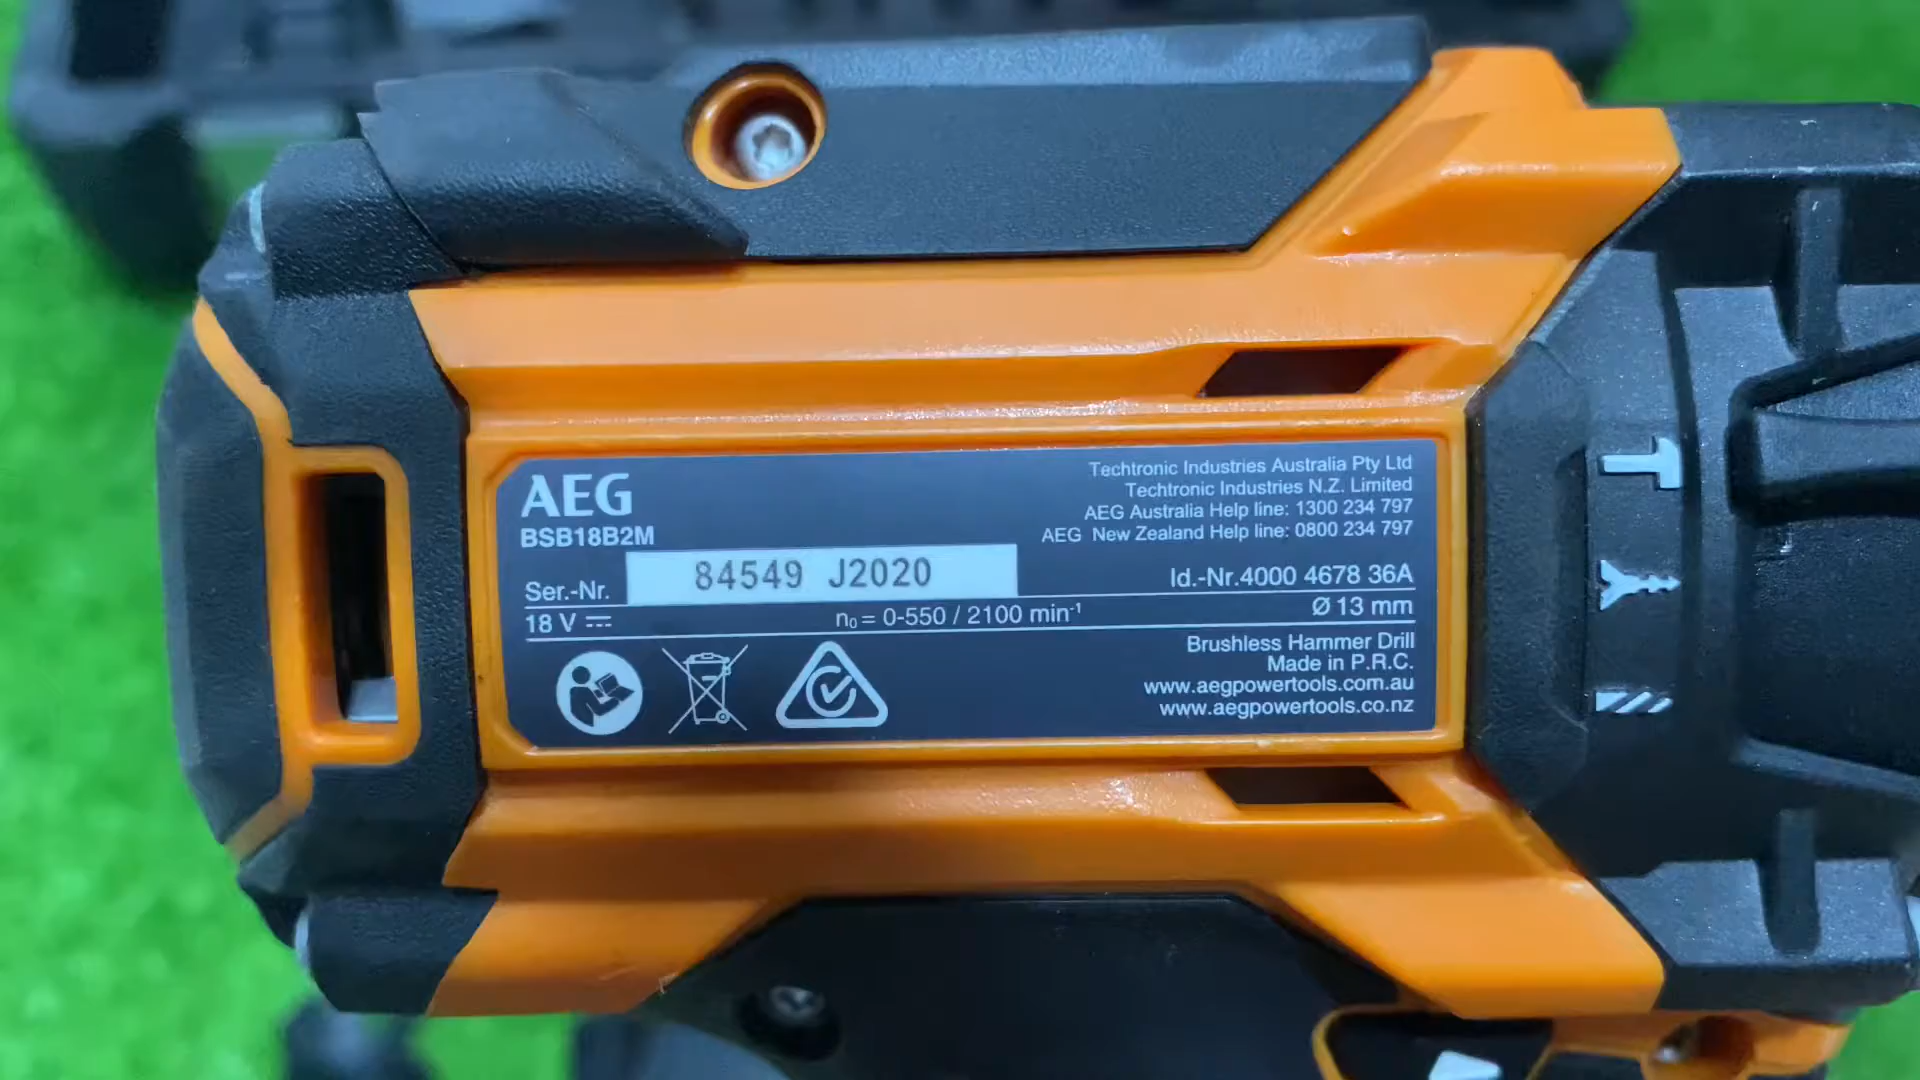 AEG
BSB18B2M
Ser.-Nr. 84549 J2020
18 V
n₀ = 0-550 / 2100 min⁻¹
Techtronic Industries Australia Pty Ltd
Techtronic Industries N.Z. Limited
AEG Australia Help line: 1300 234 797
AEG New Zealand Help line: 0800 234 797
Id.-Nr.4000 4678 36A
Ø 13 mm
Brushless Hammer Drill
Made in P.R.C.
www.aegpowertools.com.au
www.aegpowertools.co.nz